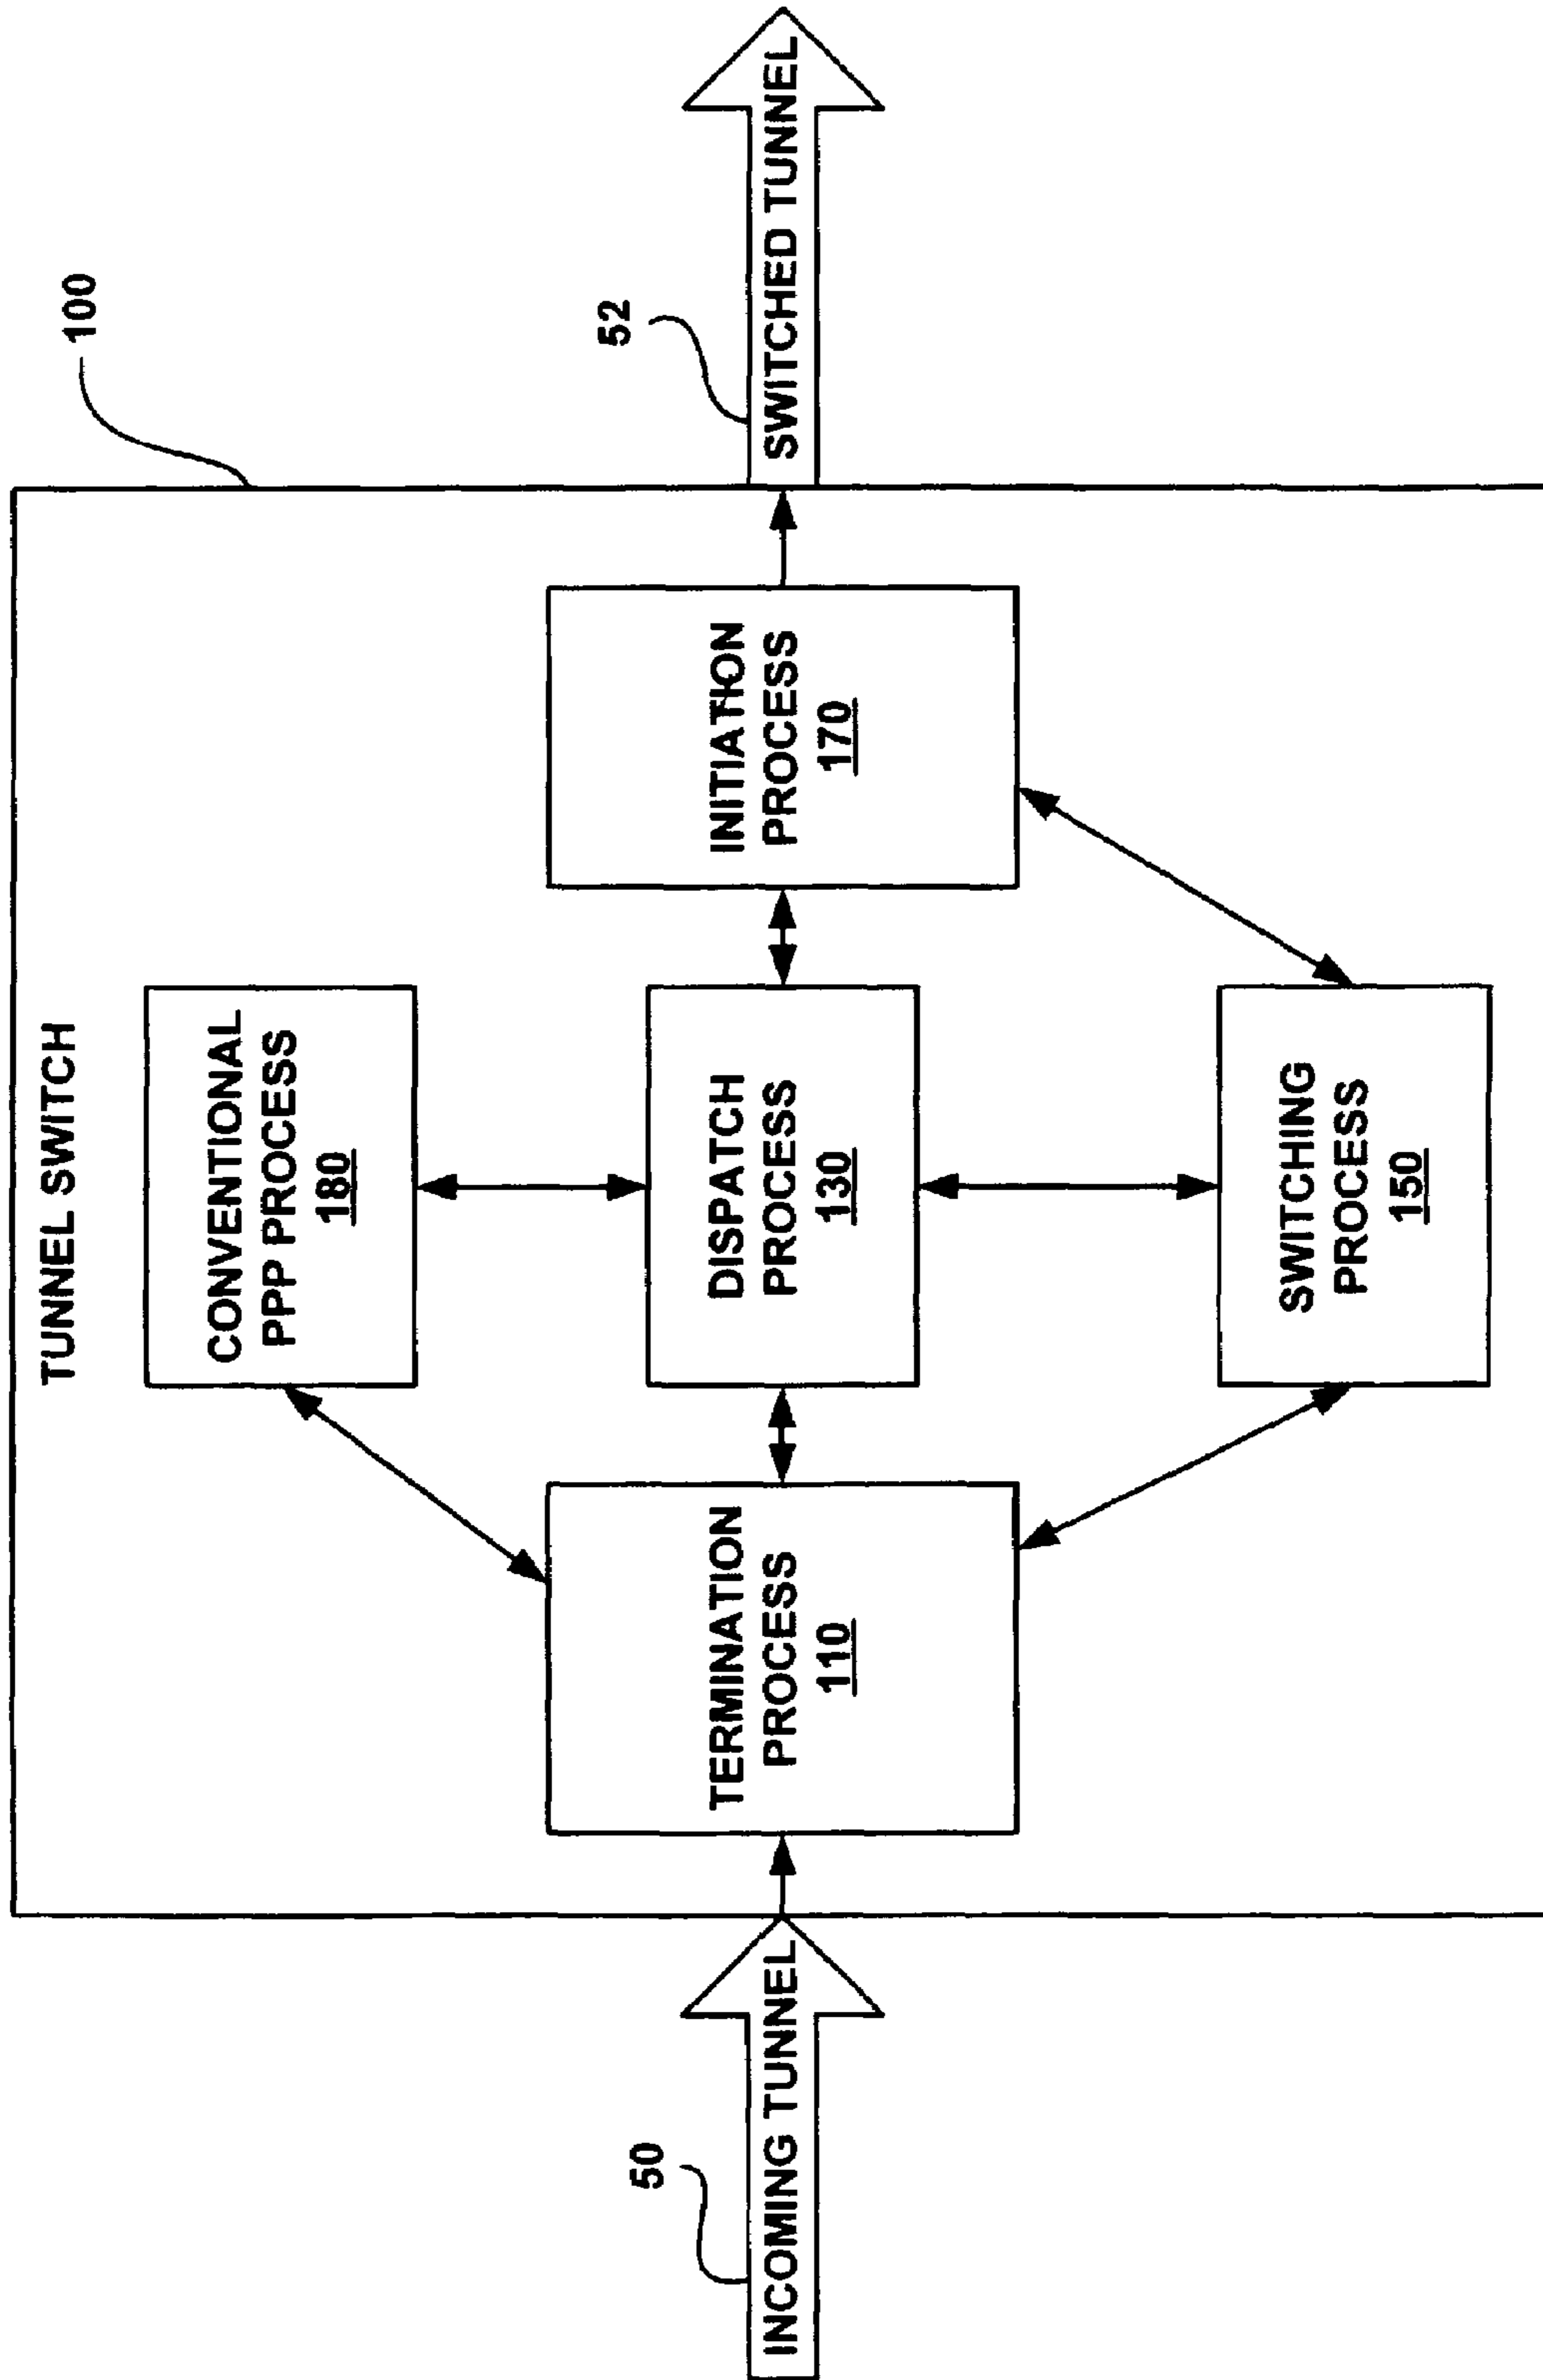 TUNNEL SWITCH
100
CONVENTIONAL
PPP PROCESS
180
50
INCOMING TUNNEL
TERMINATION
PROCESS
110
DISPATCH
PROCESS
130
INITIATION
PROCESS
170
52
SWITCHED TUNNEL
SWITCHING
PROCESS
150